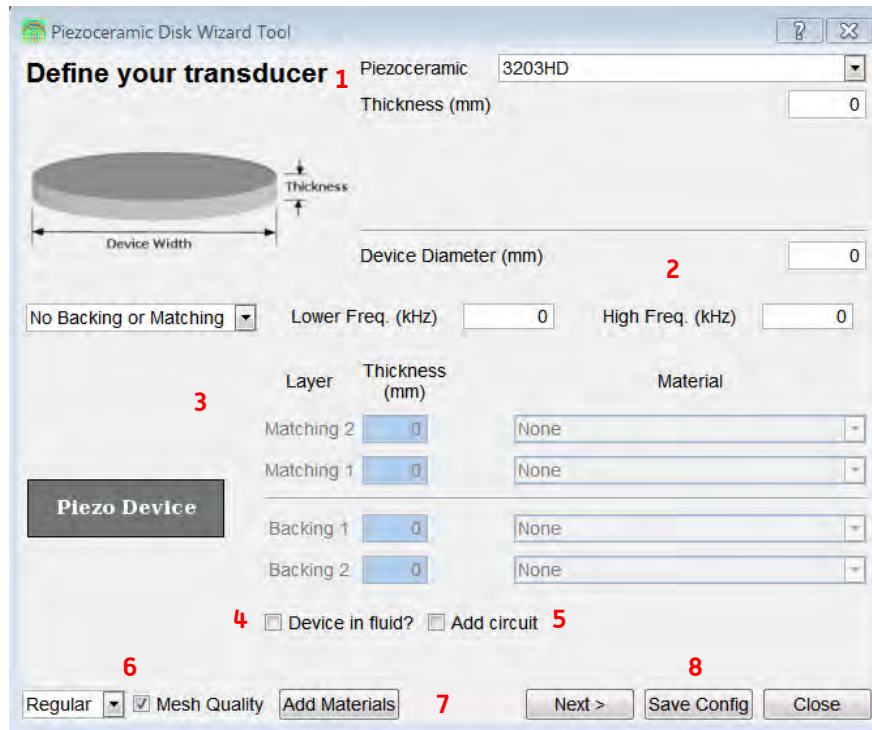 Piezoceramic Disk Wizard Tool
Define your transducer 1 Piezoceramic 3203HD
Thickness (mm) 0
Thickness
Device Width
Device Diameter (mm) 2 0
No Backing or Matching Lower Freq. (kHz) 0 High Freq. (kHz) 0
Layer Thickness (mm) Material
3
Matching 2 0 None
Matching 1 0 None
Piezo Device
Backing 1 0 None
Backing 2 0 None
4 Device in fluid? Add circuit 5
6 8
Regular Mesh Quality Add Materials 7 Next > Save Config Close